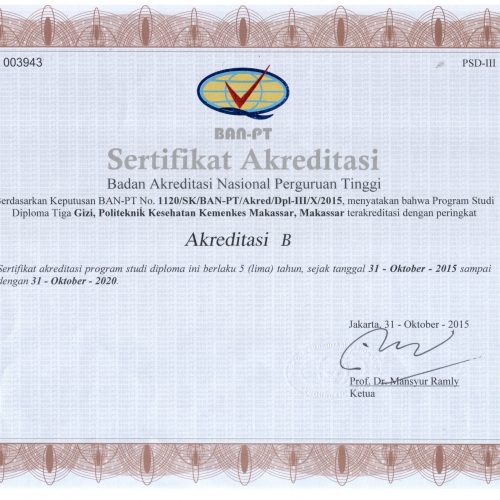 003943
PSD-III
BAN-PT
Sertifikat Akreditasi
Badan Akreditasi Nasional Perguruan Tinggi
erdasarkan Keputusan BAN-PT No. 1120/SK/BAN-PT/Akred/Dpl-III/X/2015, menyatakan bahwa Program Studi
Diploma Tiga Gizi, Politeknik Kesehatan Kemenkes Makassar, Makassar terakreditasi dengan peringkat
Akreditasi B
Sertifikat akreditasi program studi diploma ini berlaku 5 (lima) tahun, sejak tanggal 31 - Oktober - 2015 sampai
dengan 31 - Oktober - 2020.
Jakarta, 31 - Oktober - 2015
Prof. Dr. Mansyur Ramly
Ketua